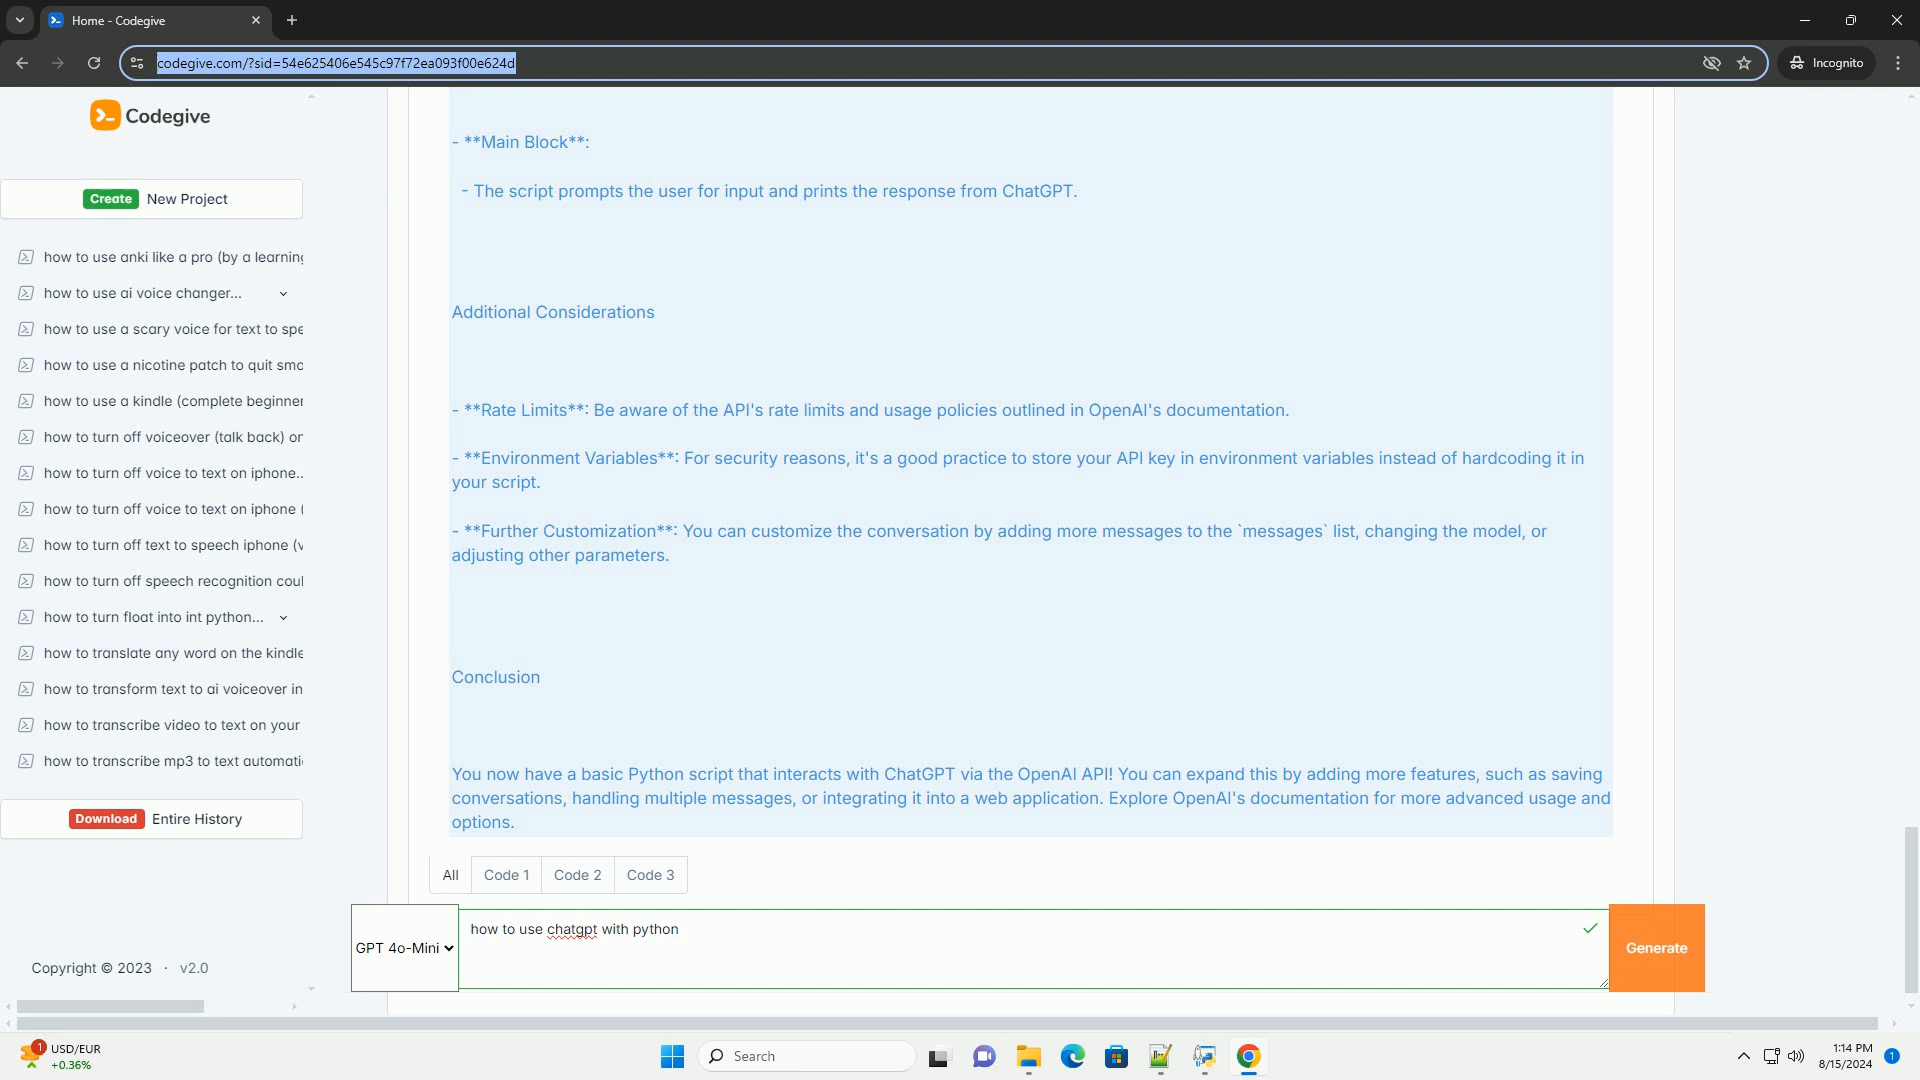 Home - Codegive
codegive.com/?sid=54e625406e545c97f72ea093f00e624d
Incognito
Codegive
Create New Project
how to use anki like a pro (by a learning
how to use ai voice changer...
how to use a scary voice for text to spe
how to use a nicotine patch to quit smo
how to use a kindle (complete beginner
how to turn off voiceover (talk back) on
how to turn off voice to text on iphone...
how to turn off voice to text on iphone (
how to turn off text to speech iphone (v
how to turn off speech recognition coul
how to turn float into int python...
how to translate any word on the kindle
how to transform text to ai voiceover in
how to transcribe video to text on your
how to transcribe mp3 to text automati
Download Entire History
Copyright © 2023 · v2.0
- **Main Block**:
- The script prompts the user for input and prints the response from ChatGPT.
Additional Considerations
- **Rate Limits**: Be aware of the API's rate limits and usage policies outlined in OpenAI's documentation.
- **Environment Variables**: For security reasons, it's a good practice to store your API key in environment variables instead of hardcoding it in
your script.
- **Further Customization**: You can customize the conversation by adding more messages to the `messages` list, changing the model, or
adjusting other parameters.
Conclusion
You now have a basic Python script that interacts with ChatGPT via the OpenAI API! You can expand this by adding more features, such as saving
conversations, handling multiple messages, or integrating it into a web application. Explore OpenAI's documentation for more advanced usage and
options.
All Code 1 Code 2 Code 3
GPT 4o-Mini
how to use chatgpt with python
Generate
1
USD/EUR
+0.36%
Search
1:14 PM
8/15/2024
1